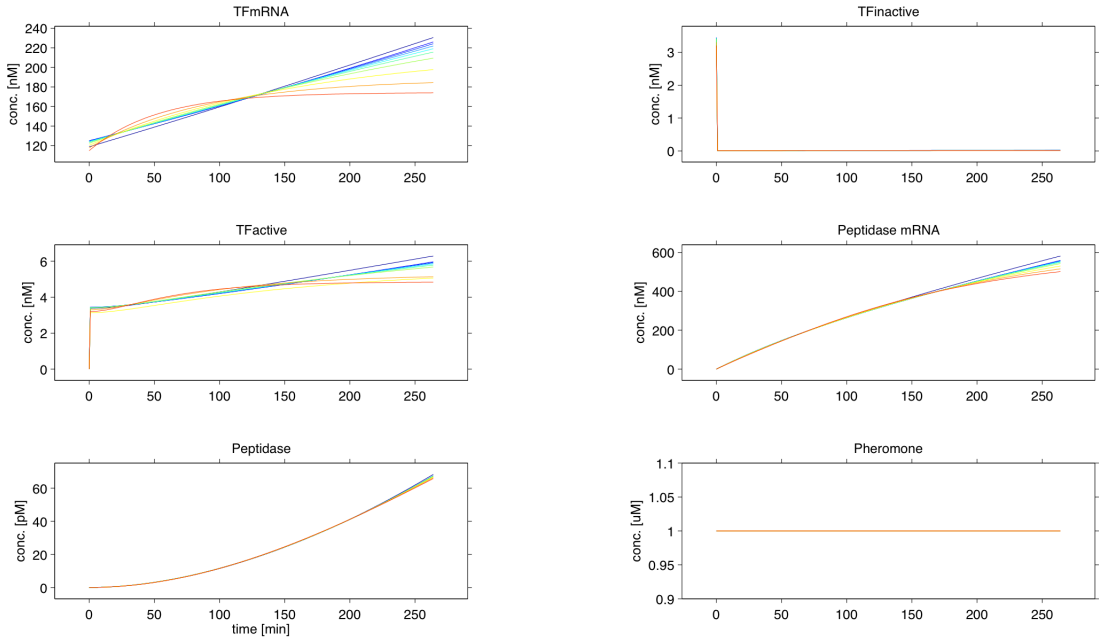 TFmRNA
240
220
200
180
160
140
120
conc. [nM]
0 50 100 150 200 250
TFinactive
3
2
1
0
conc. [nM]
0 50 100 150 200 250
TFactive
6
4
2
0
conc. [nM]
0 50 100 150 200 250
Peptidase mRNA
600
400
200
0
conc. [nM]
0 50 100 150 200 250
Peptidase
60
40
20
0
conc. [pM]
0 50 100 150 200 250
time [min]
Pheromone
1.1
1.05
1
0.95
0.9
conc. [uM]
0 50 100 150 200 250